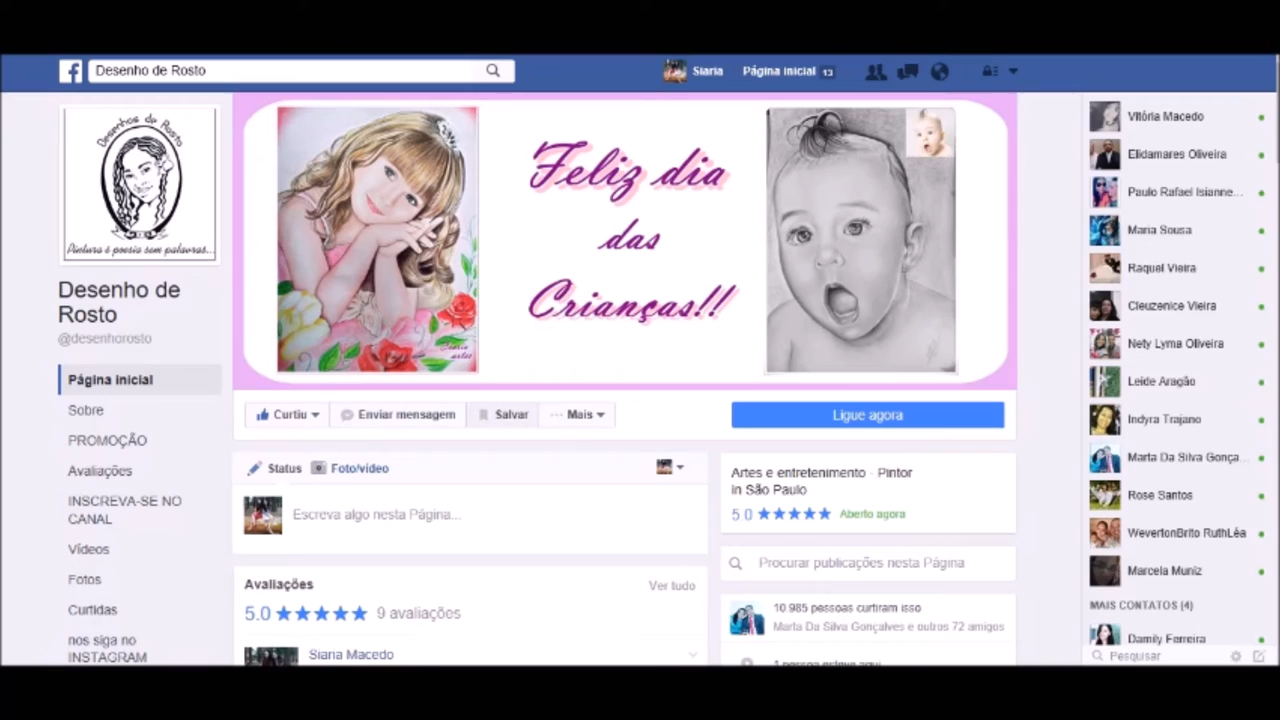 Desenho de Rosto
Siaria
Página inicial 13
Desenhos de Rosto
Pintura é poesia sem palavras...
Desenho de
Rosto
@desenhorosto
Página inicial
Sobre
PROMOÇÃO
Avaliações
INSCREVA-SE NO
CANAL
Vídeos
Fotos
Curtidas
nos siga no
INSTAGRAM
Feliz dia
das
Crianças!!
Curtiu
Enviar mensagem
Salvar
Mais
Ligue agora
Status
Foto/vídeo
Escreva algo nesta Página...
Avaliações
Ver tudo
5.0
9 avaliações
Siaria Macedo
Artes e entretenimento · Pintor
in São Paulo
5.0
Aberto agora
Procurar publicações nesta Página
10.985 pessoas curtiram isso
Marta Da Silva Gonçalves e outros 72 amigos
1 pessoa esteve aqui
Vitória Macedo
Elidamares Oliveira
Paulo Rafael Isianne...
Maria Sousa
Raquel Vieira
Cleuzenice Vieira
Nety Lyma Oliveira
Leide Aragão
Indyra Trajano
Marta Da Silva Gonça...
Rose Santos
WevertonBrito RuthLéa
Marcela Muniz
MAIS CONTATOS (4)
Damily Ferreira
Pesquisar